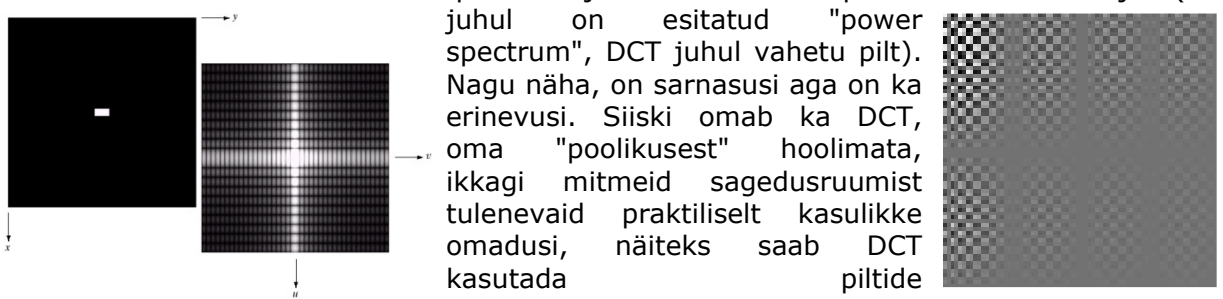 y
x
v
u
juhul on esitatud "power
spectrum", DCT juhul vahetu pilt).
Nagu näha, on sarnasusi aga on ka
erinevusi. Siiski omab ka DCT,
oma "poolikusest" hoolimata,
ikkagi mitmeid sagedusruumist
tulenevaid praktiliselt kasulikke
omadusi, näiteks saab DCT
kasutada piltide